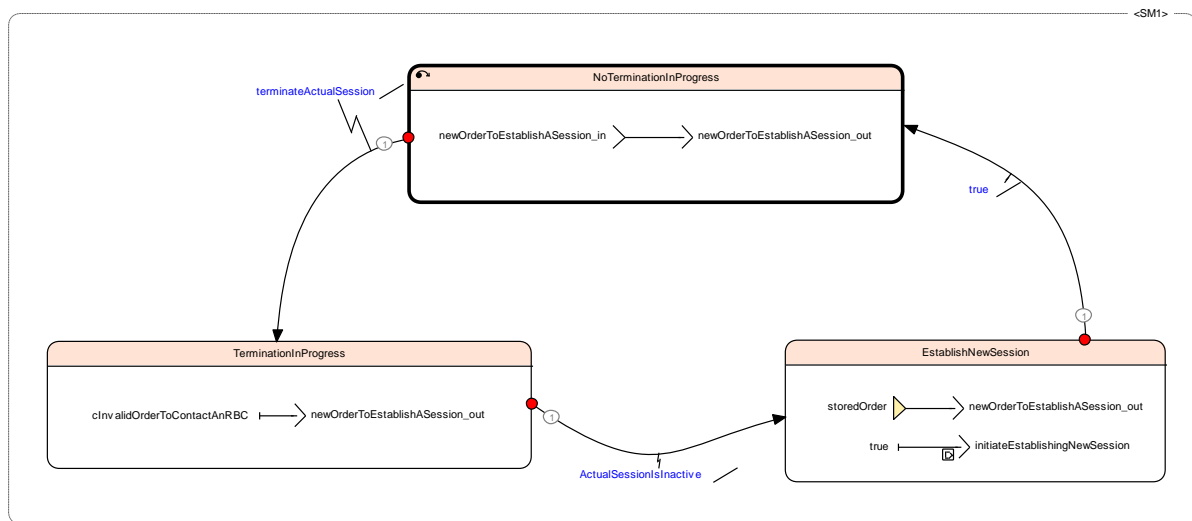 <SM1>
NoTerminationInProgress
terminateActualSession
newOrderToEstablishASession_in newOrderToEstablishASession_out
1
true
1
TerminationInProgress
EstablishNewSession
cInvalidOrderToContactAnRBC newOrderToEstablishASession_out
storedOrder newOrderToEstablishASession_out
1
true initiateEstablishingNewSession
D
ActualSessionIsInactive